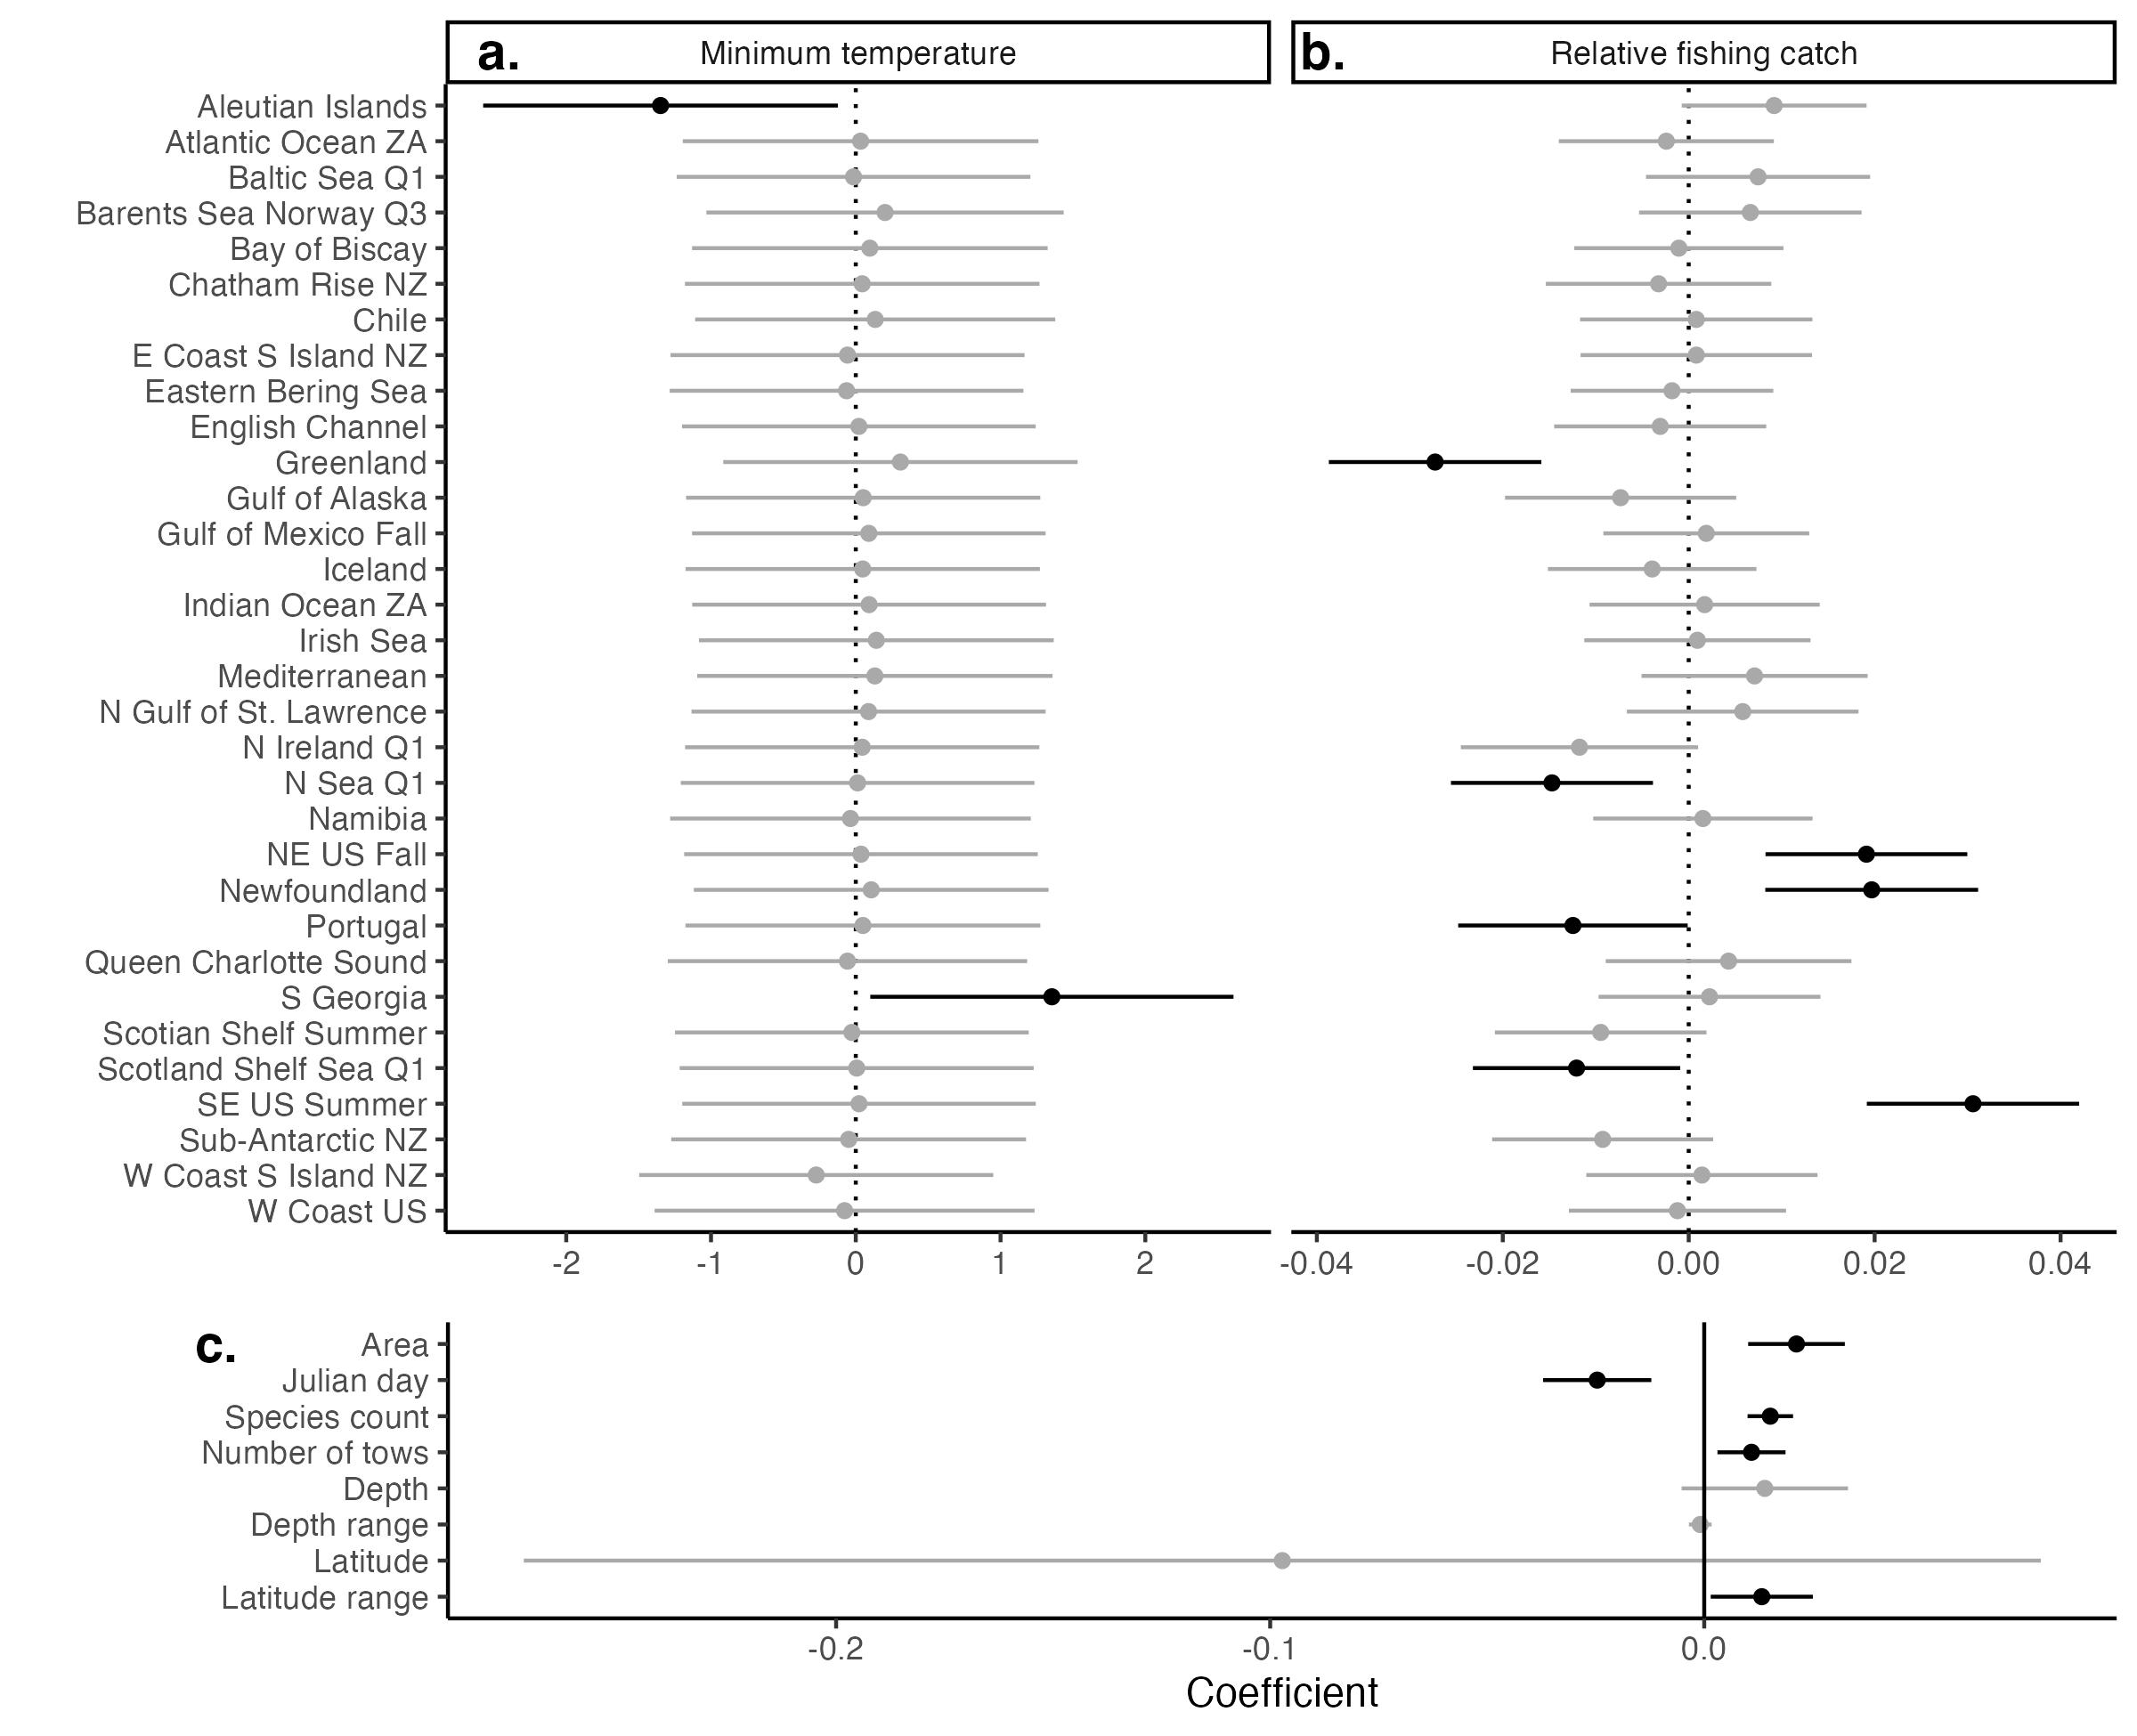 a. Minimum temperature
b. Relative fishing catch
Aleutian Islands
Atlantic Ocean ZA
Baltic Sea Q1
Barents Sea Norway Q3
Bay of Biscay
Chatham Rise NZ
Chile
E Coast S Island NZ
Eastern Bering Sea
English Channel
Greenland
Gulf of Alaska
Gulf of Mexico Fall
Iceland
Indian Ocean ZA
Irish Sea
Mediterranean
N Gulf of St. Lawrence
N Ireland Q1
N Sea Q1
Namibia
NE US Fall
Newfoundland
Portugal
Queen Charlotte Sound
S Georgia
Scotian Shelf Summer
Scotland Shelf Sea Q1
SE US Summer
Sub-Antarctic NZ
W Coast S Island NZ
W Coast US
-2 -1 0 1 2
-0.04 -0.02 0.00 0.02 0.04
c.
Area
Julian day
Species count
Number of tows
Depth
Depth range
Latitude
Latitude range
-0.2 -0.1 0.0
Coefficient